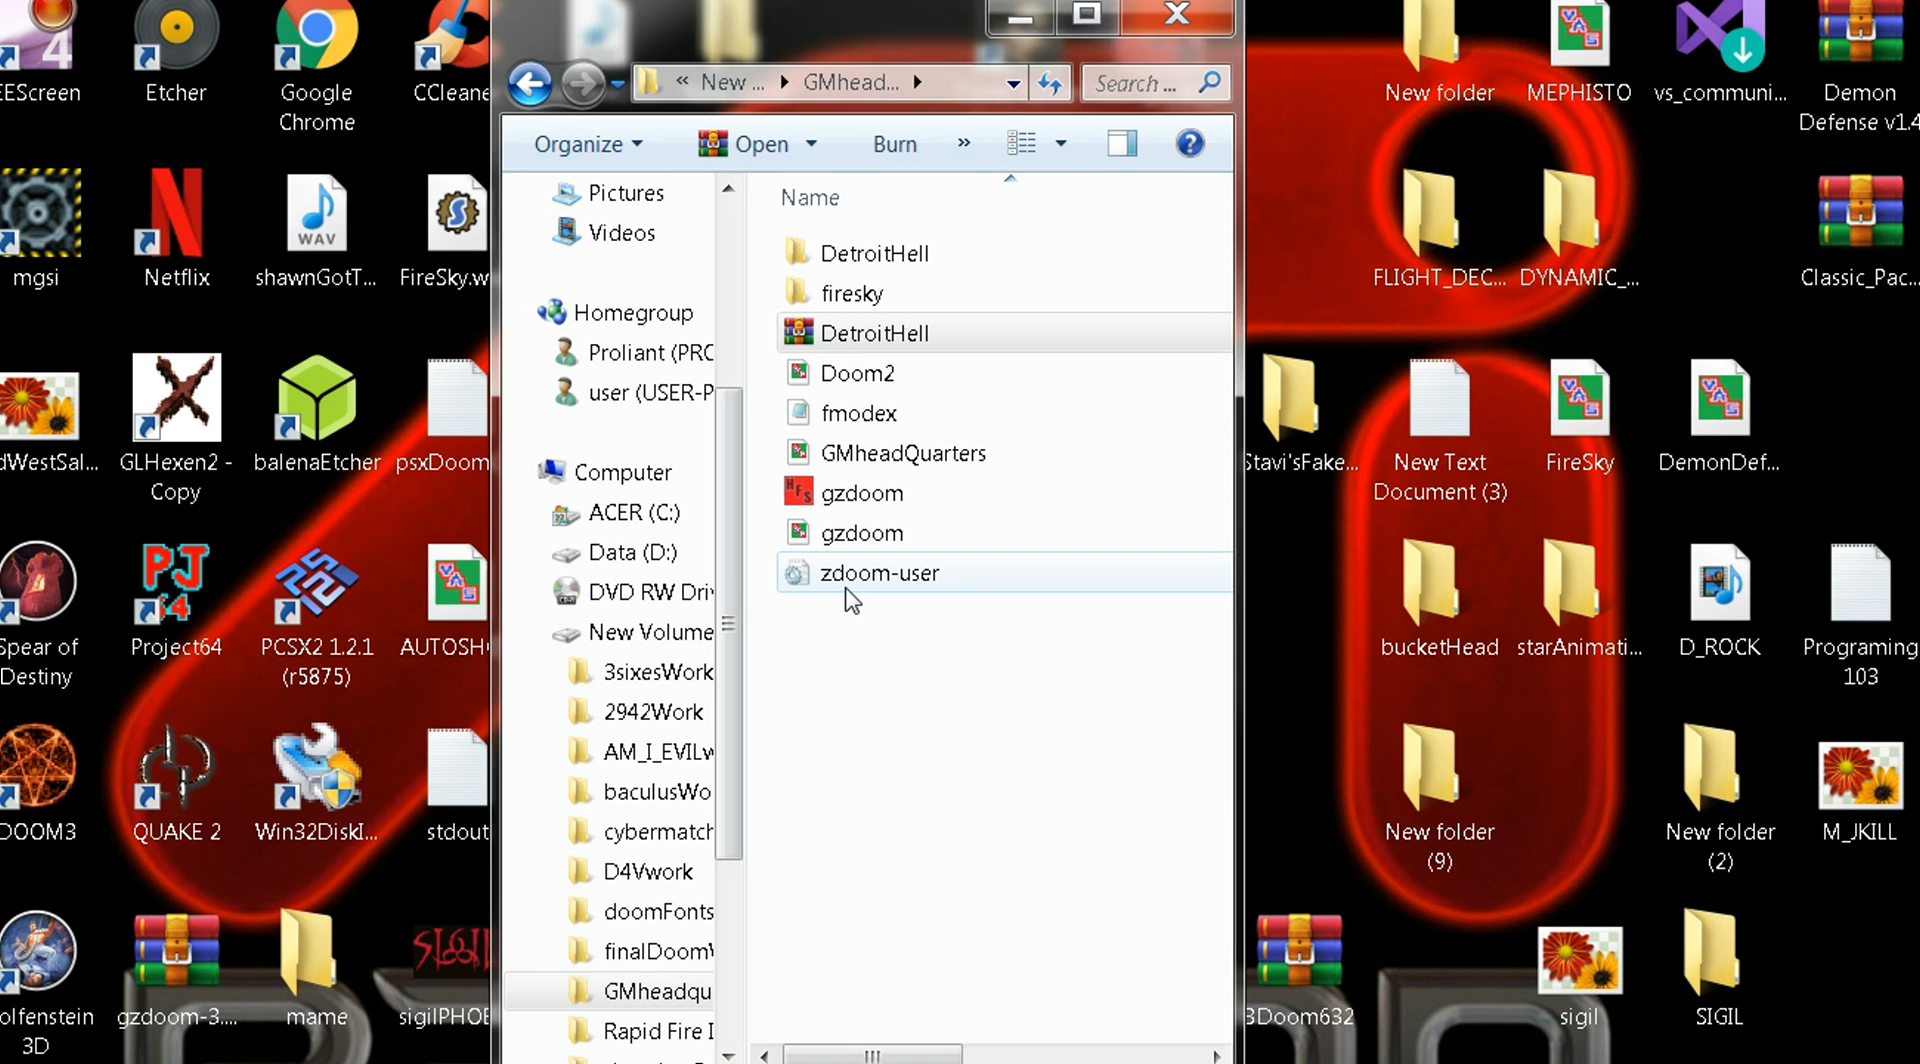 EEScreen
Etcher
Google
Chrome
CCleane
mgsi
Netflix
WAV
shawnGotT...
FireSky.w
dWestSal...
GLHexen2 -
Copy
balenaEtcher
psxDoom
Spear of
Destiny
PJ
64
Project64
PCSX2 1.2.1
(r5875)
AUTOSH
DOOM3
QUAKE 2
Win32DiskI...
stdout
olfenstein
3D
gzdoom-3....
mame
sigilPHOE
« New ... GMhead...
Search ...
Organize
Open
Burn
»
Pictures
Videos
Homegroup
Proliant (PRC
user (USER-P
Computer
ACER (C:)
Data (D:)
DVD RW Dri
New Volume
3sixesWork
2942Work
AM_I_EVILw
baculusWo
cybermatch
D4Vwork
doomFonts
finalDoomW
GMheadqu
Rapid Fire I
Name
DetroitHell
firesky
DetroitHell
Doom2
fmodex
GMheadQuarters
gzdoom
gzdoom
zdoom-user
New folder
MEPHISTO
vs_communi...
Demon
Defense v1.4
FLIGHT_DEC...
DYNAMIC_...
Classic_Pac...
Stavi'sFake...
New Text
Document (3)
FireSky
DemonDef...
bucketHead
starAnimati...
D_ROCK
Programing
103
New folder
(9)
New folder
(2)
M_JKILL
3Doom632
sigil
SIGIL